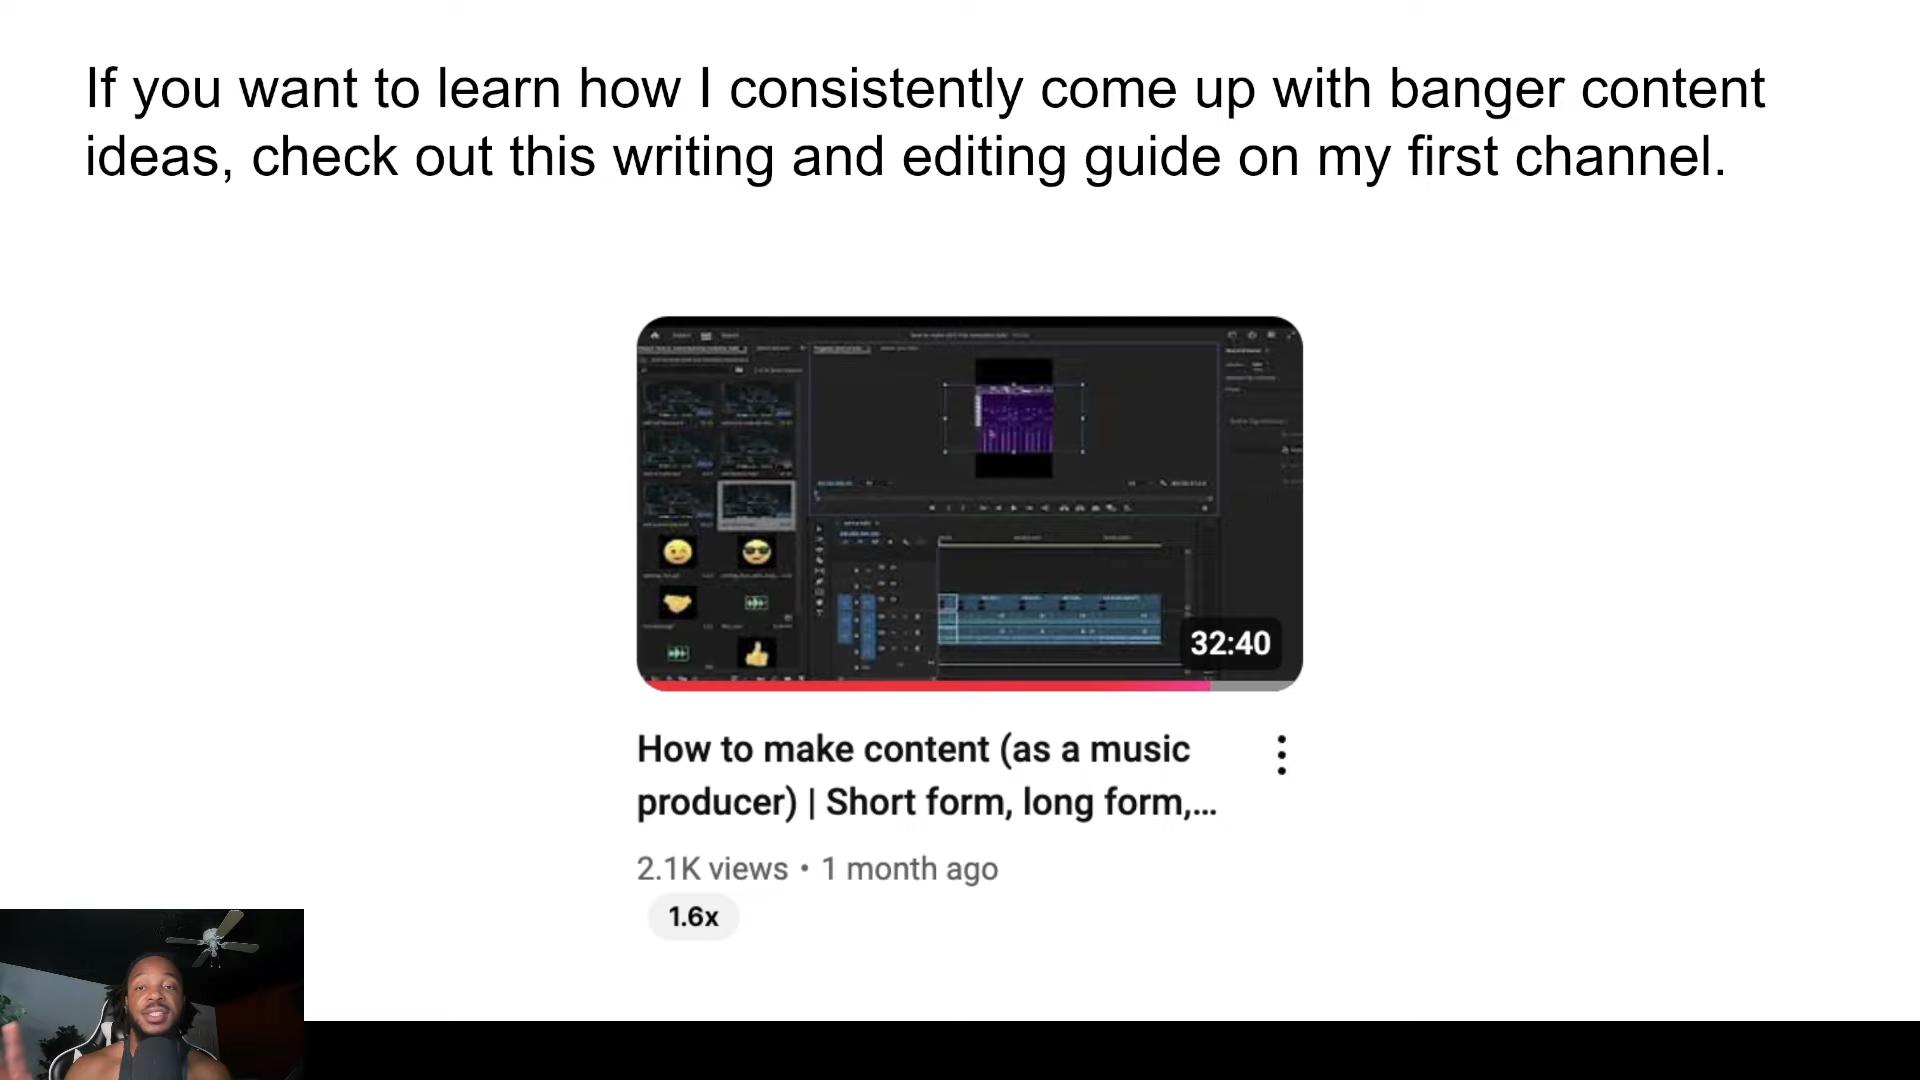 If you want to learn how I consistently come up with banger content
ideas, check out this writing and editing guide on my first channel.
32:40
How to make content (as a music
producer) | Short form, long form,...
2.1K views • 1 month ago
1.6x